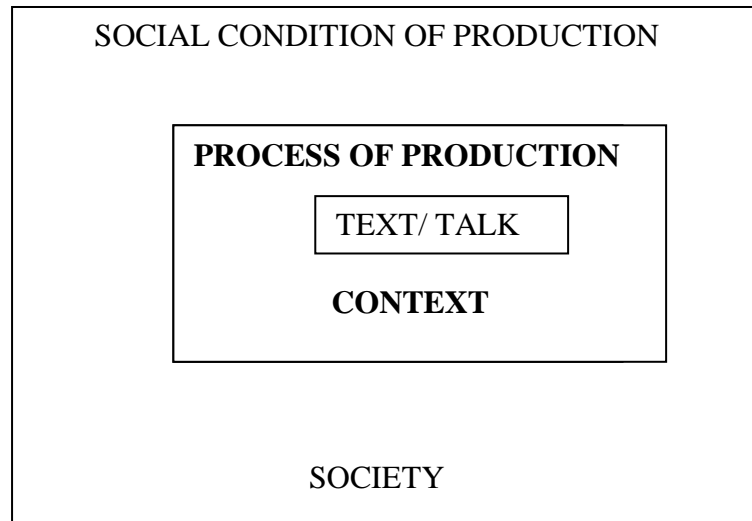 SOCIAL CONDITION OF PRODUCTION
PROCESS OF PRODUCTION
TEXT/ TALK
CONTEXT
SOCIETY